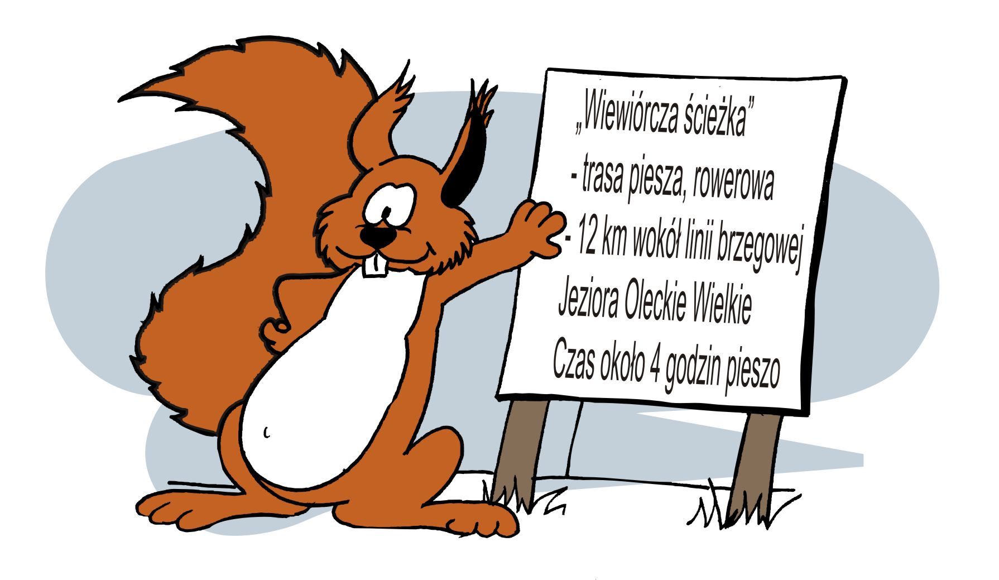 „Wiewiórcza ścieżka”
- trasa piesza, rowerowa
- 12 km wokół linii brzegowej
Jeziora Oleckie Wielkie
Czas około 4 godzin pieszo